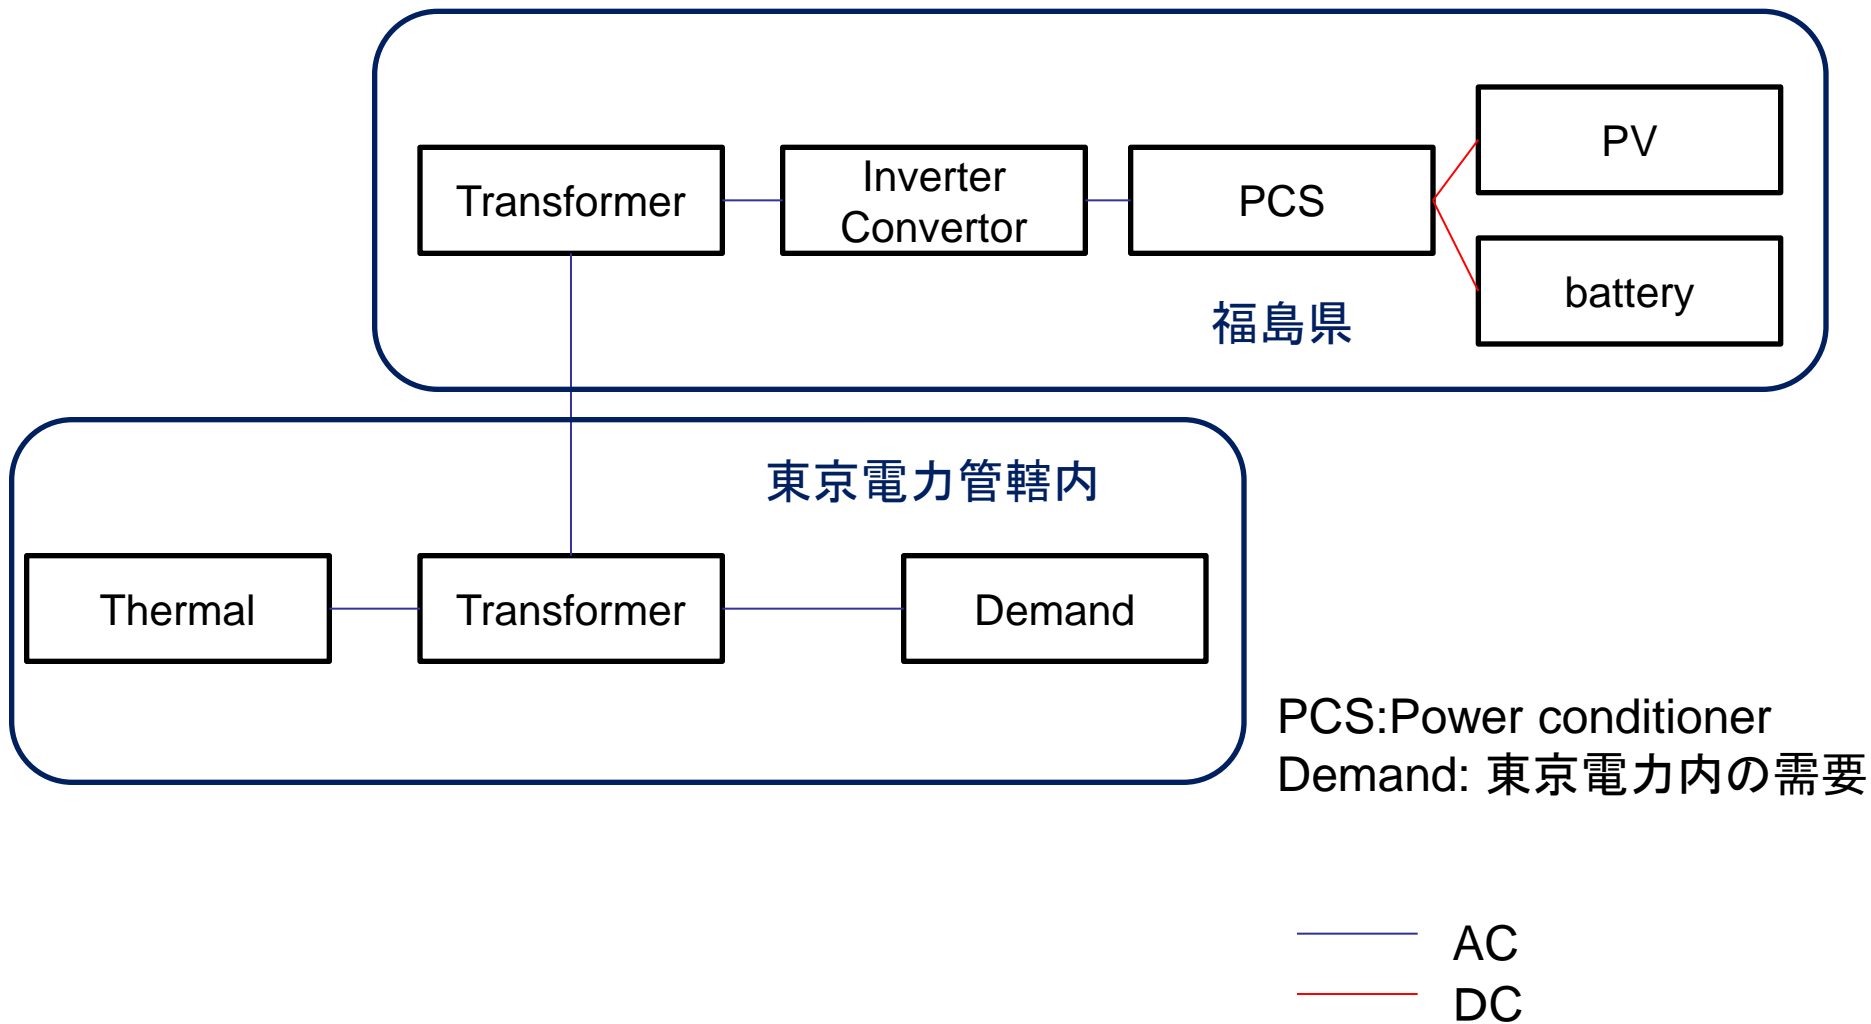 PV
Transformer
Inverter
Convertor
PCS
battery
福島県
東京電力管轄内
Thermal
Transformer
Demand
PCS:Power conditioner
Demand: 東京電力内の需要
AC
DC